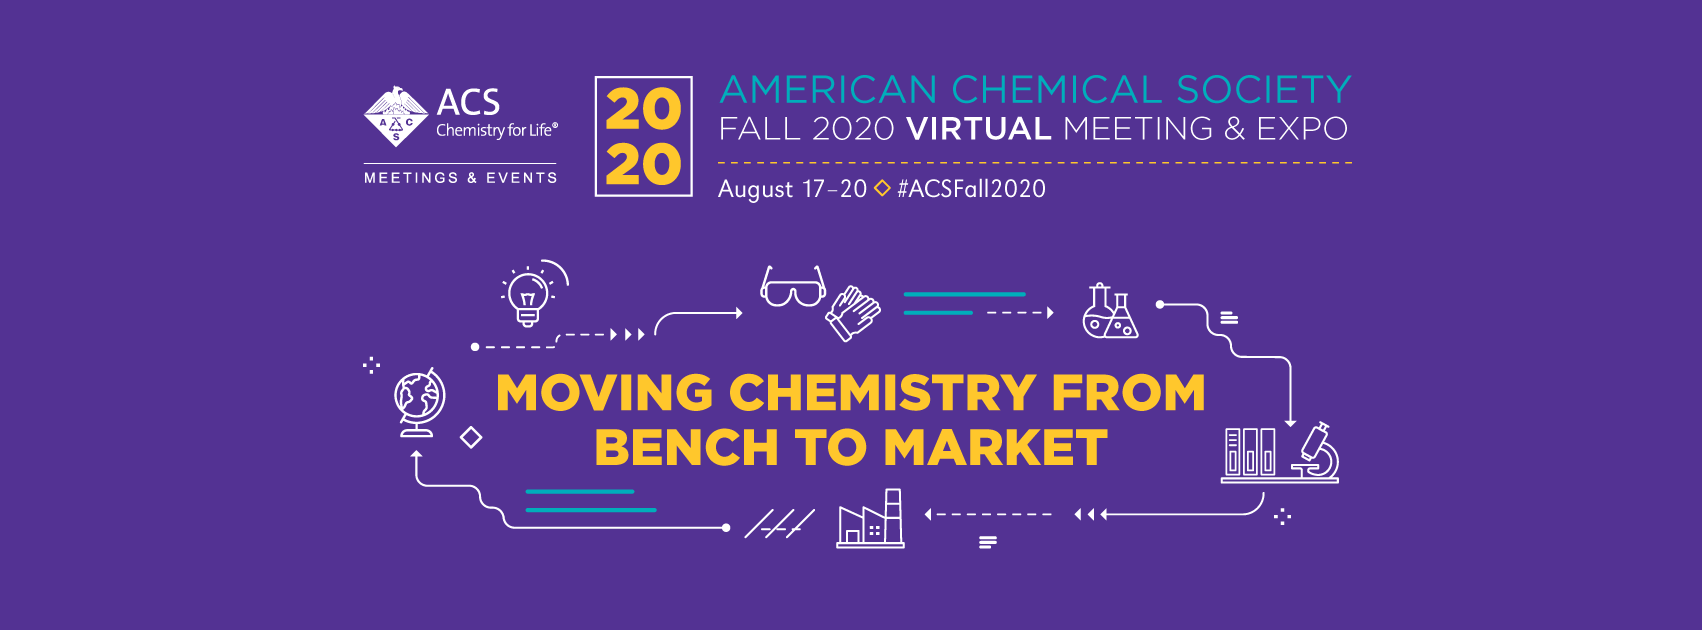 ACS
Chemistry for Life®
A C S
MEETINGS & EVENTS
20
20
AMERICAN CHEMICAL SOCIETY
FALL 2020 VIRTUAL MEETING & EXPO
August 17–20 ◇ #ACSFall2020
MOVING CHEMISTRY FROM
BENCH TO MARKET